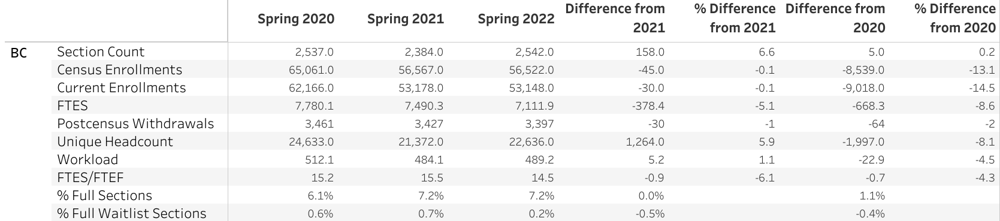 Spring 2020 Spring 2021 Spring 2022 Difference from 2021 % Difference from 2021 Difference from 2020 % Difference from 2020
BC Section Count 2,537.0 2,384.0 2,542.0 158.0 6.6 5.0 0.2
Census Enrollments 65,061.0 56,567.0 56,522.0 -45.0 -0.1 -8,539.0 -13.1
Current Enrollments 62,166.0 53,178.0 53,148.0 -30.0 -0.1 -9,018.0 -14.5
FTES 7,780.1 7,490.3 7,111.9 -378.4 -5.1 -668.3 -8.6
Postcensus Withdrawals 3,461 3,427 3,397 -30 -1 -64 -2
Unique Headcount 24,633.0 21,372.0 22,636.0 1,264.0 5.9 -1,997.0 -8.1
Workload 512.1 484.1 489.2 5.2 1.1 -22.9 -4.5
FTES/FTEF 15.2 15.5 14.5 -0.9 -6.1 -0.7 -4.3
% Full Sections 6.1% 7.2% 7.2% 0.0% 1.1%
% Full Waitlist Sections 0.6% 0.7% 0.2% -0.5% -0.4%